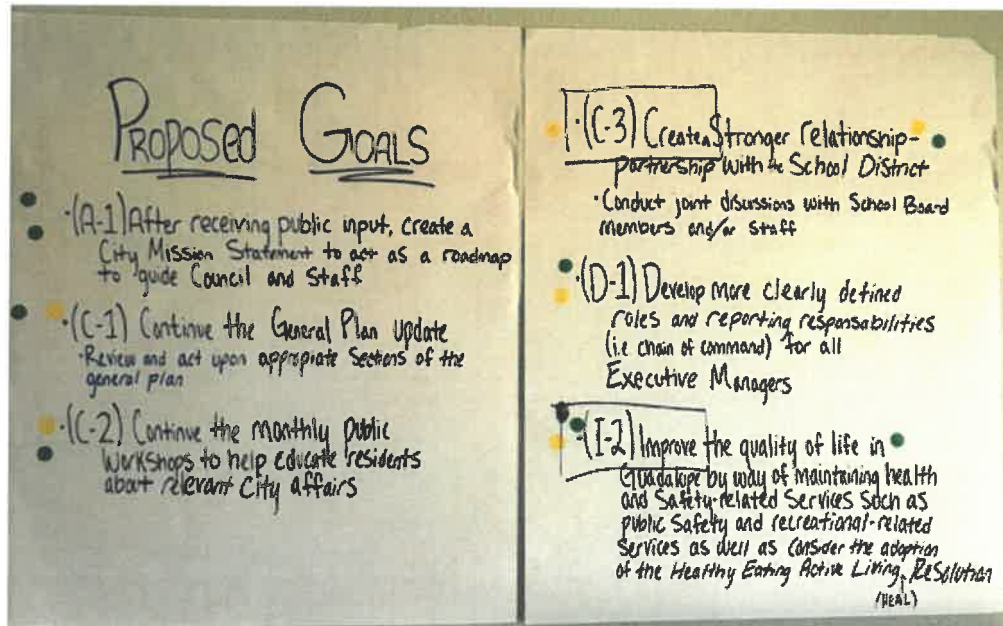 PROPOSED GOALS
·(A-1) After receiving public input, create a
City Mission Statement to act as a roadmap
to guide Council and Staff
·(C-1) Continue the General Plan Update
·Review and act upon appropiate Sections of the
general plan
·(C-2) Continue the monthly public
Workshops to help educate residents
about relevant City affairs
·(C-3) Create a Stronger relationship-
partnership with the School District
·Conduct joint discussions with School Board
members and/or Staff
·(D-1) Develop more clearly defined
roles and reporting responsabilities
(i.e chain of command) for all
Executive Managers
·(I-2) Improve the quality of life in
Guadalupe by way of maintaining health
and Safety-related Services such as
public Safety and recreational-related
Services as well as consider the adoption
of the Healthy Eating Active Living Resolution
(HEAL)